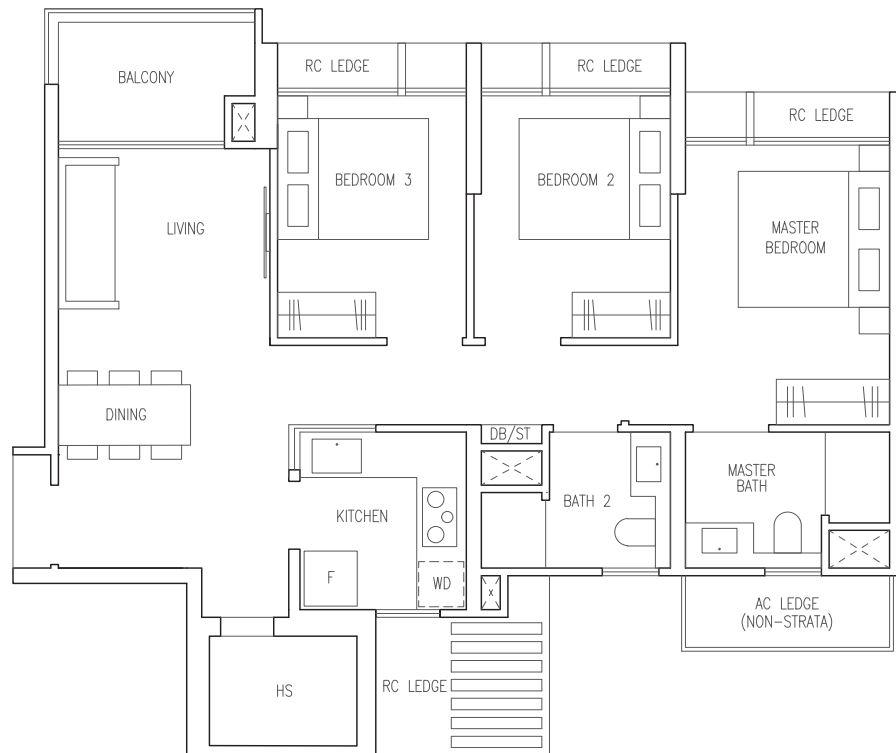 BALCONY
RC LEDGE
RC LEDGE
RC LEDGE
BEDROOM 3
BEDROOM 2
LIVING
MASTER
BEDROOM
DINING
DB/ST
KITCHEN
BATH 2
MASTER
BATH
F
WD
AC LEDGE
(NON-STRATA)
HS
RC LEDGE